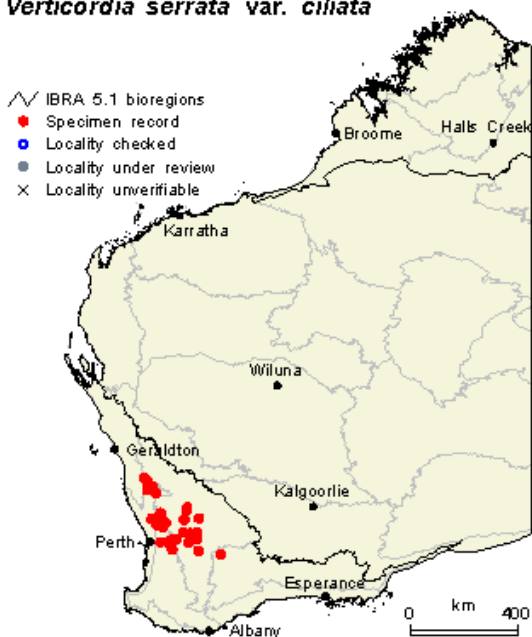 Verticordia serrata var. ciliata
IBRA 5.1 bioregions
Specimen record
Locality checked
Locality under review
Locality unverifiable
Broome
Halls Creek
Karratha
Wiluna
Geraldton
Kalgoorlie
Perth
Esperance
Albany
0 km 400